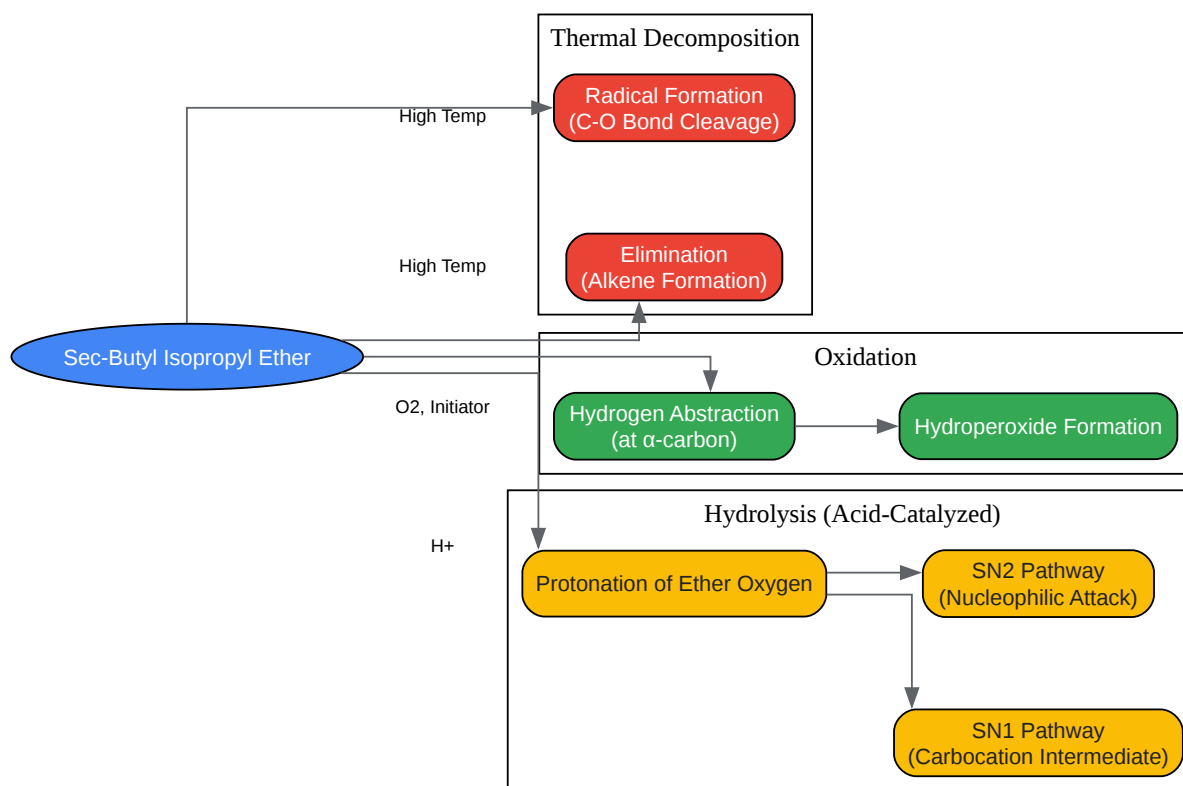 Thermal Decomposition
Radical Formation
(C-O Bond Cleavage)
High Temp
Elimination
(Alkene Formation)
High Temp
Sec-Butyl Isopropyl Ether
Oxidation
O2, Initiator
Hydrogen Abstraction
(at α-carbon)
Hydroperoxide Formation
Hydrolysis (Acid-Catalyzed)
H+
Protonation of Ether Oxygen
SN2 Pathway
(Nucleophilic Attack)
SN1 Pathway
(Carbocation Intermediate)